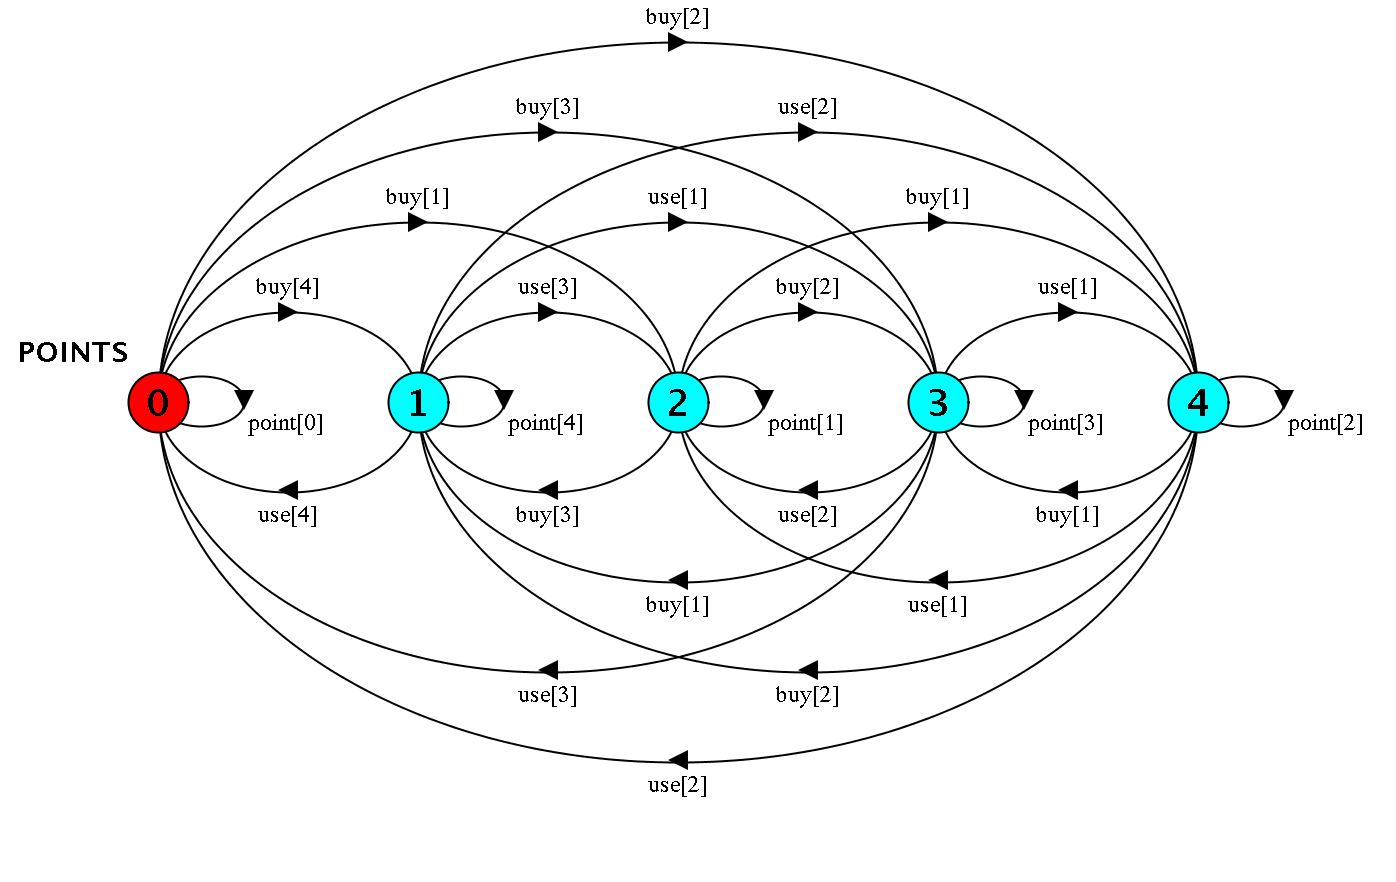 buy[2]
buy[3]
use[2]
buy[1]
use[1]
buy[1]
buy[4]
use[3]
buy[2]
use[1]
POINTS
0
1
2
3
4
point[0]
point[4]
point[1]
point[3]
point[2]
use[4]
buy[3]
use[2]
buy[1]
buy[1]
use[1]
use[3]
buy[2]
use[2]